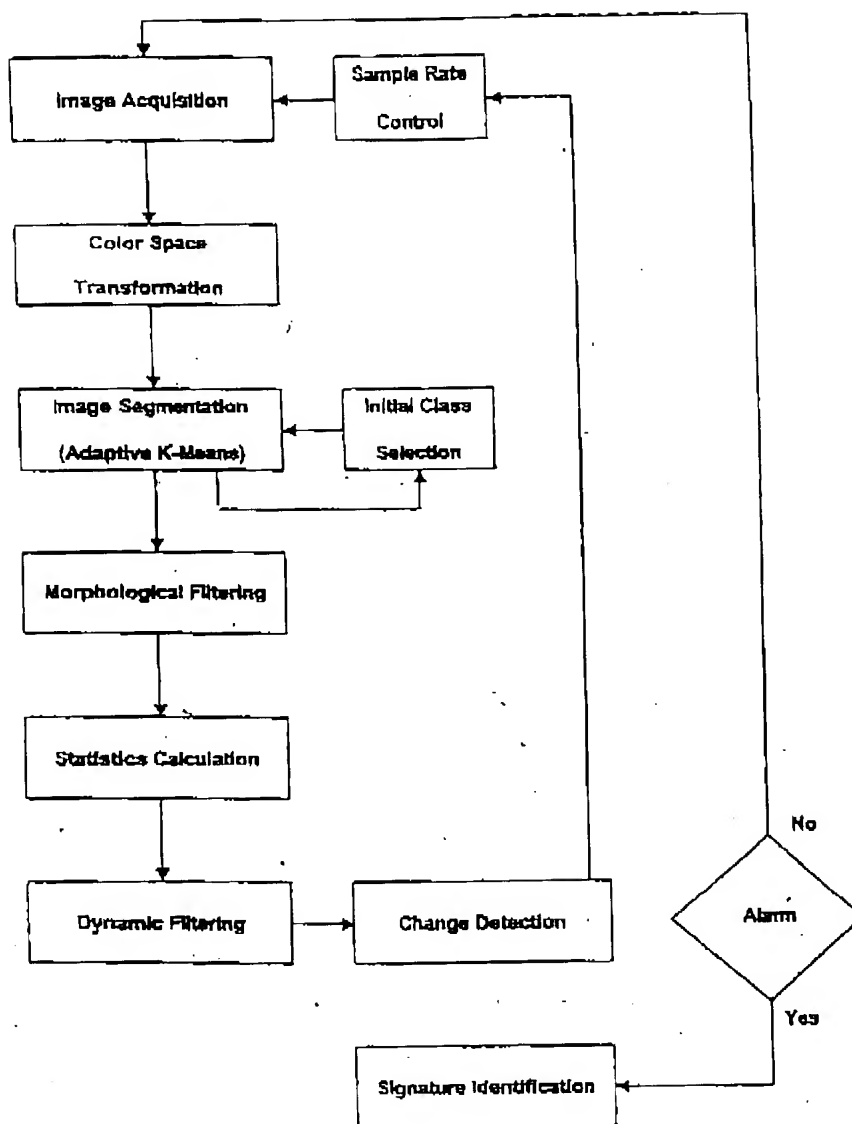 Image Acquisition
Sample Rate
Control
Color Space
Transformation
Image Segmentation
(Adaptive K-Means)
Initial Class
Selection
Morphological Filtering
Statistics Calculation
Dynamic Filtering
Change Detection
No
Alarm
Yes
Signature Identification